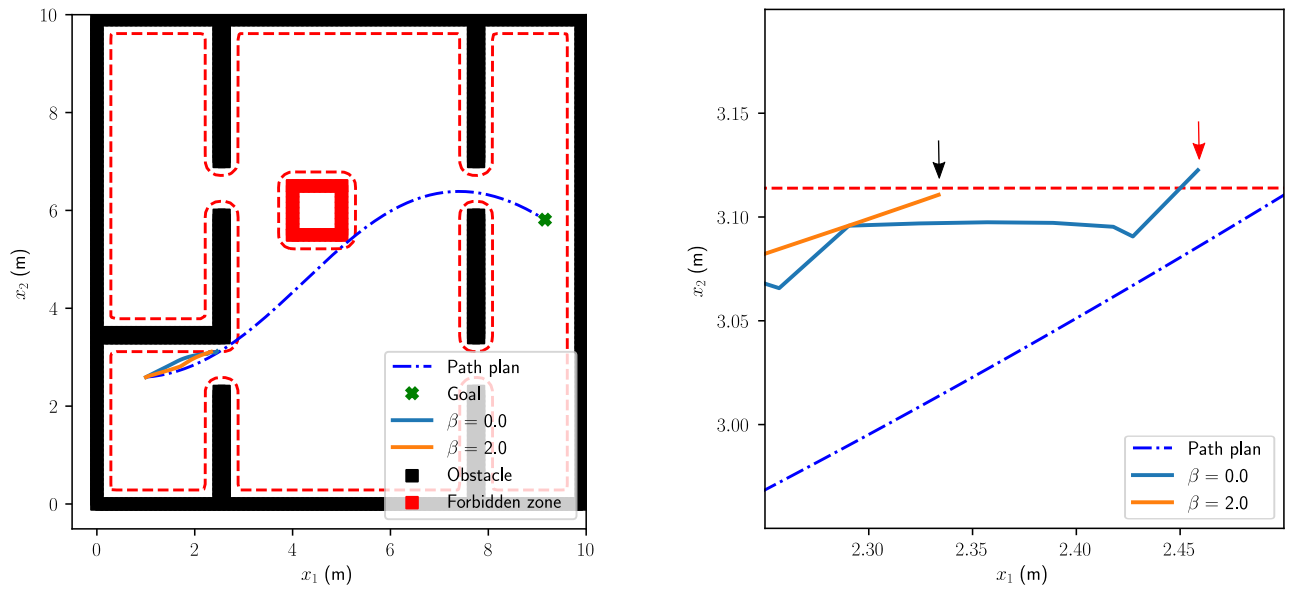 10
8
6
4
2
0
x₂ (m)
0
2
4
6
8
10
x₁ (m)
Path plan
Goal
β = 0.0
β = 2.0
Obstacle
Forbidden zone
3.15
3.10
3.05
3.00
x₂ (m)
2.30
2.35
2.40
2.45
x₁ (m)
Path plan
β = 0.0
β = 2.0